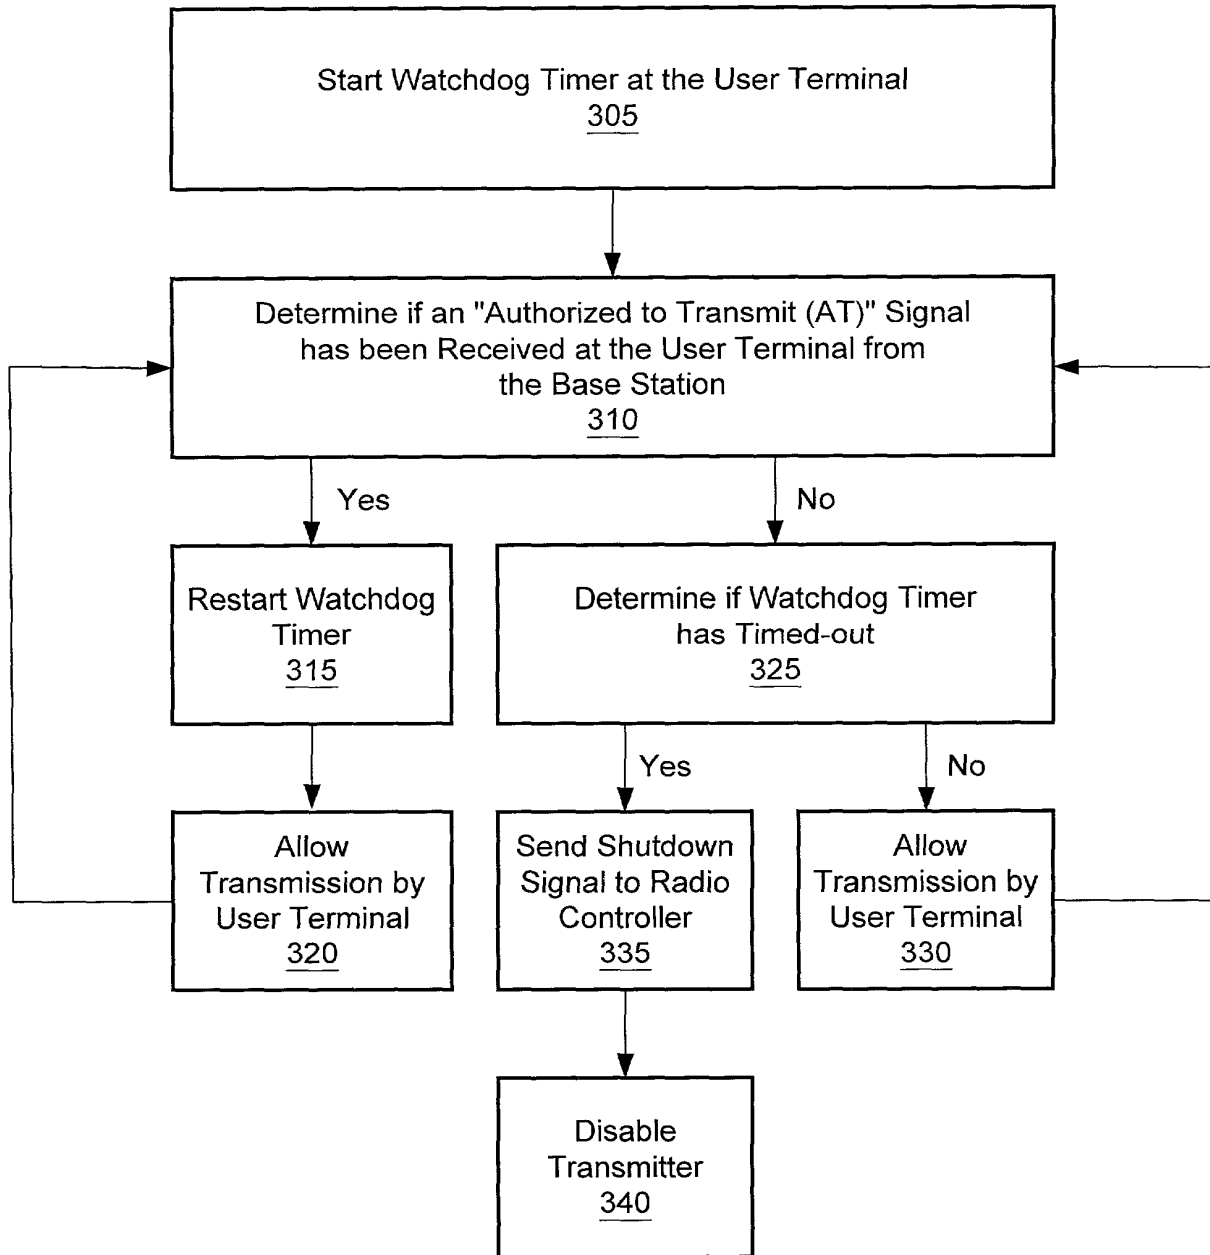 Start Watchdog Timer at the User Terminal
305
Determine if an "Authorized to Transmit (AT)" Signal
has been Received at the User Terminal from
the Base Station
310
Yes
No
Restart Watchdog
Timer
315
Determine if Watchdog Timer
has Timed-out
325
Yes
No
Allow
Transmission by
User Terminal
320
Send Shutdown
Signal to Radio
Controller
335
Allow
Transmission by
User Terminal
330
Disable
Transmitter
340